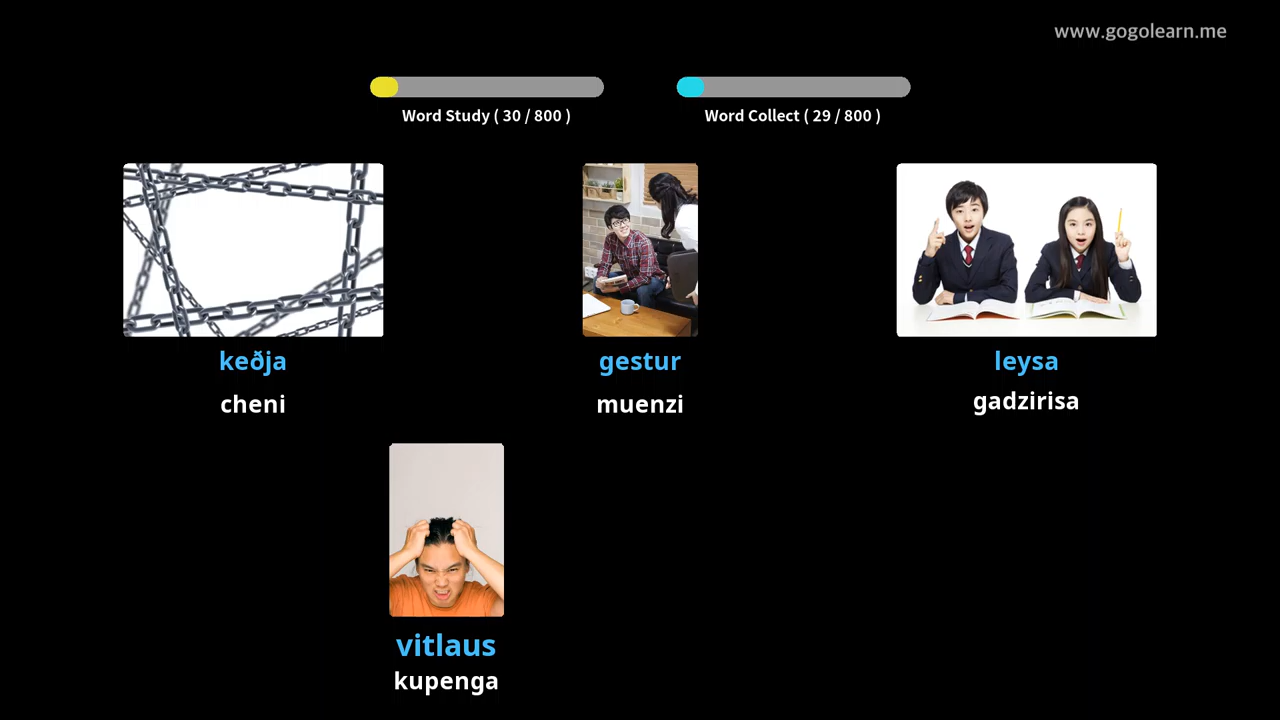 www.gogolearn.me
Word Study ( 30 / 800 )
Word Collect ( 29 / 800 )
keðja
gestur
leysa
cheni
muenzi
gadzirisa
vitlaus
kupenga